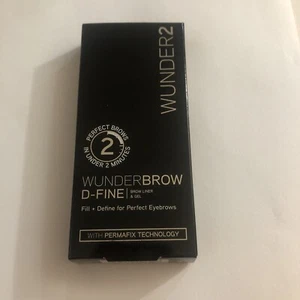 WUNDER2
PERFECT BROWS
2
IN UNDER 2 MINUTES
WUNDERBROW
D-FINE
BROW LINER
& GEL
Fill + Define for Perfect Eyebrows
WITH PERMAFIX TECHNOLOGY